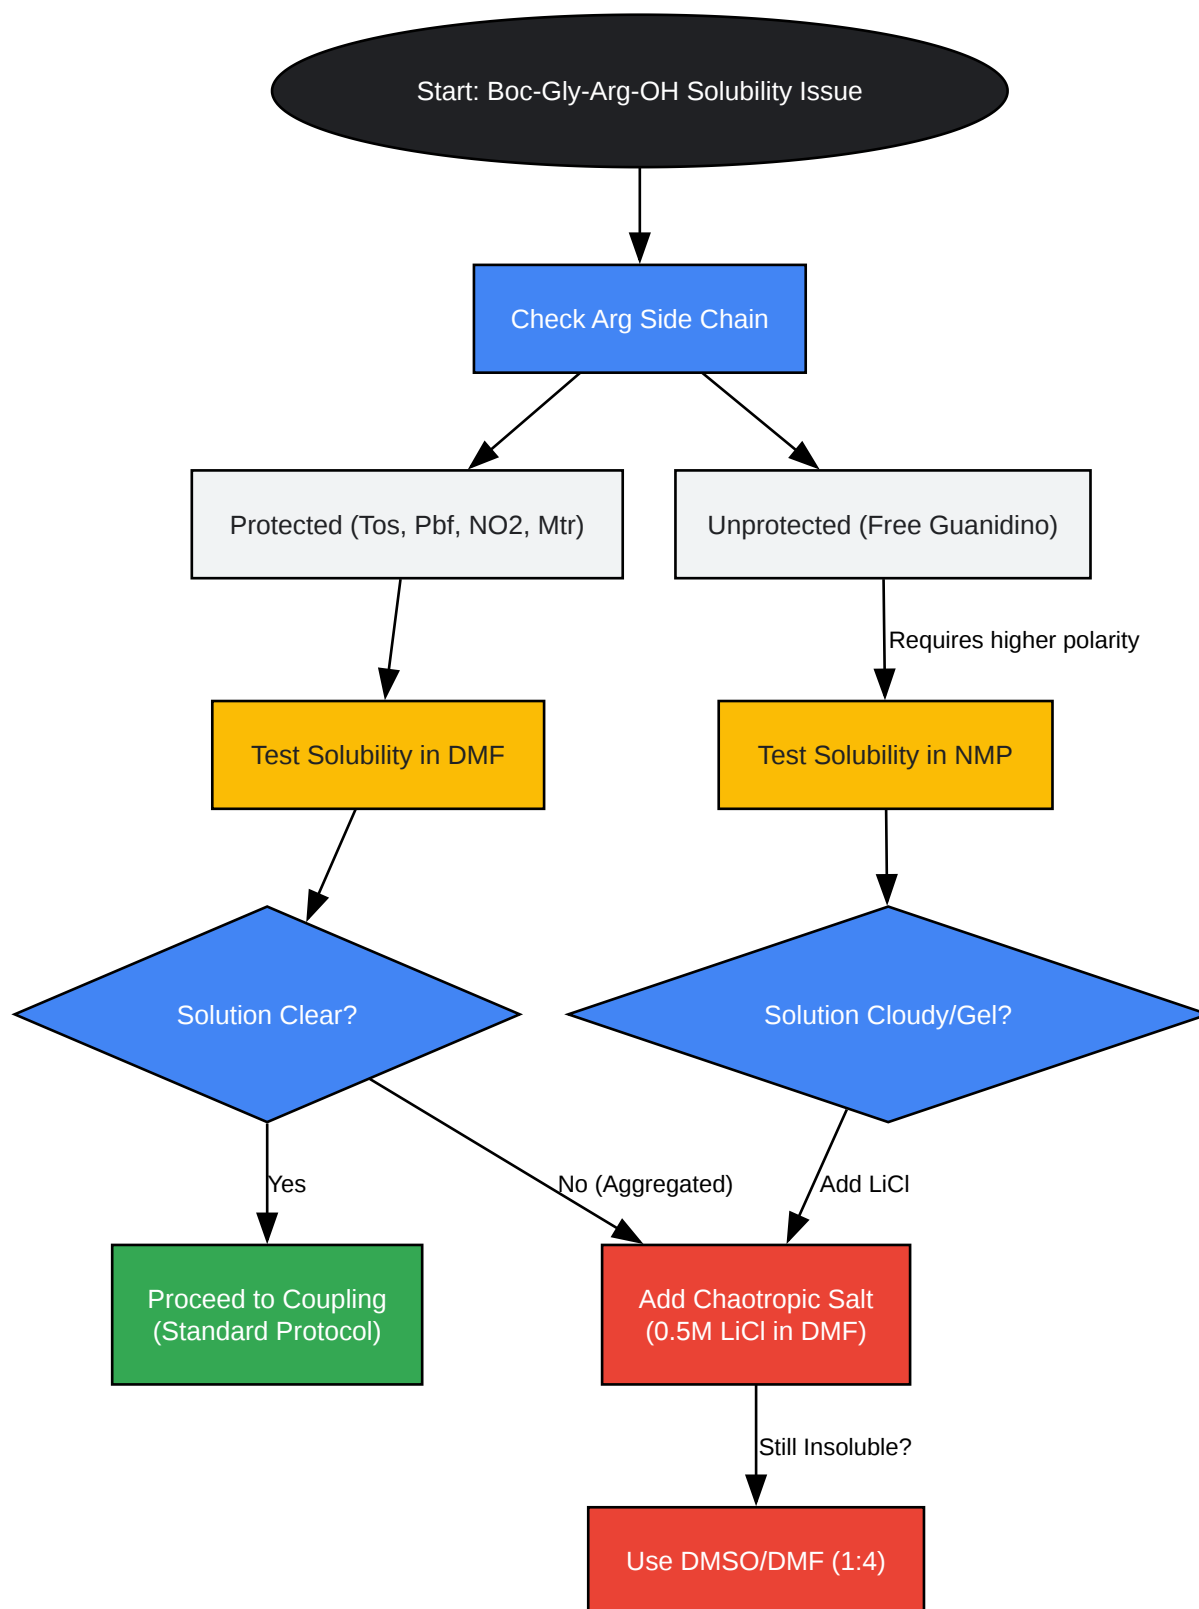 Start: Boc-Gly-Arg-OH Solubility Issue
Check Arg Side Chain
Protected (Tos, Pbf, NO2, Mtr)
Unprotected (Free Guanidino)
Requires higher polarity
Test Solubility in DMF
Test Solubility in NMP
Solution Clear?
Solution Cloudy/Gel?
Yes
No (Aggregated)
Add LiCl
Proceed to Coupling
(Standard Protocol)
Add Chaotropic Salt
(0.5M LiCl in DMF)
Still Insoluble?
Use DMSO/DMF (1:4)